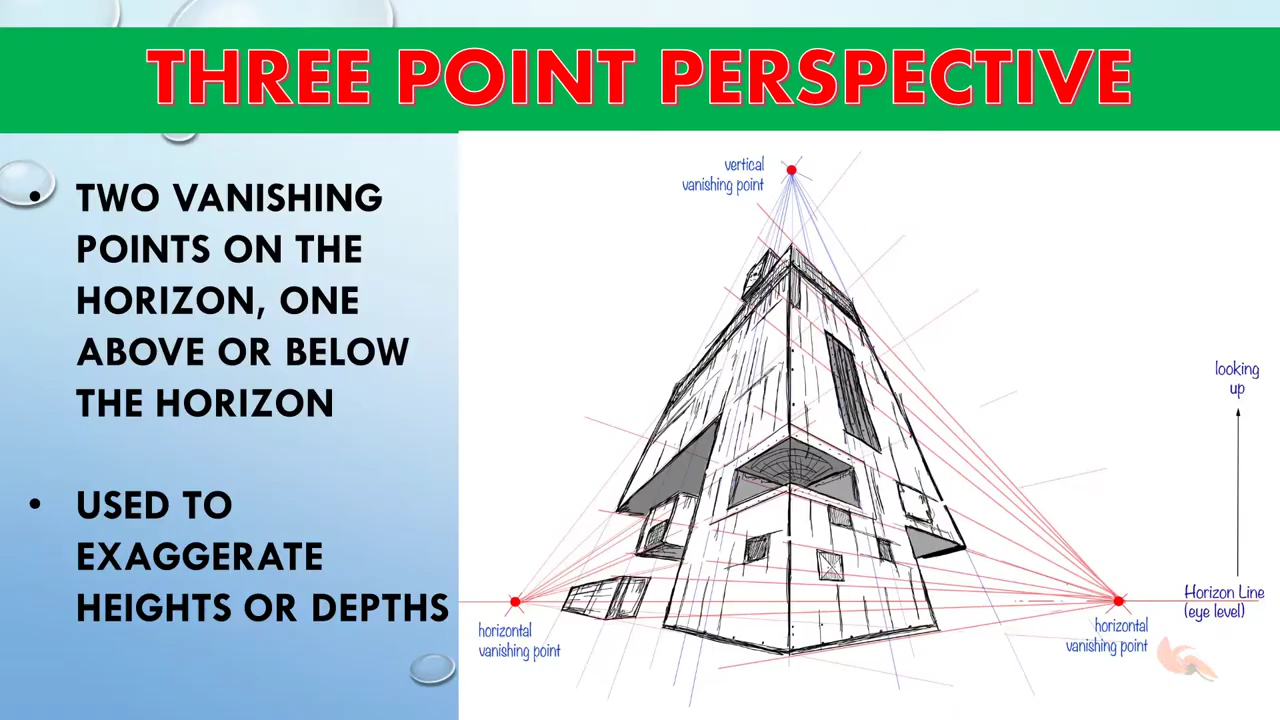 THREE POINT PERSPECTIVE
• TWO VANISHING
POINTS ON THE
HORIZON, ONE
ABOVE OR BELOW
THE HORIZON
• USED TO
EXAGGERATE
HEIGHTS OR DEPTHS
vertical
vanishing point
looking
up
Horizon Line
(eye level)
horizontal
vanishing point
horizontal
vanishing point